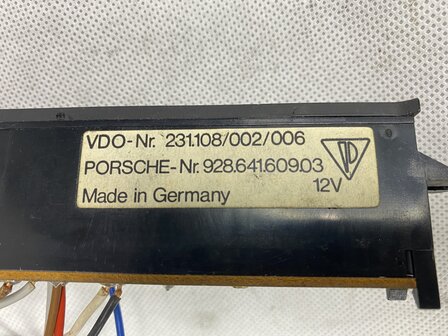 VDO-Nr. 231.108/002/006
PORSCHE-Nr. 928.641.609.03
Made in Germany 12V